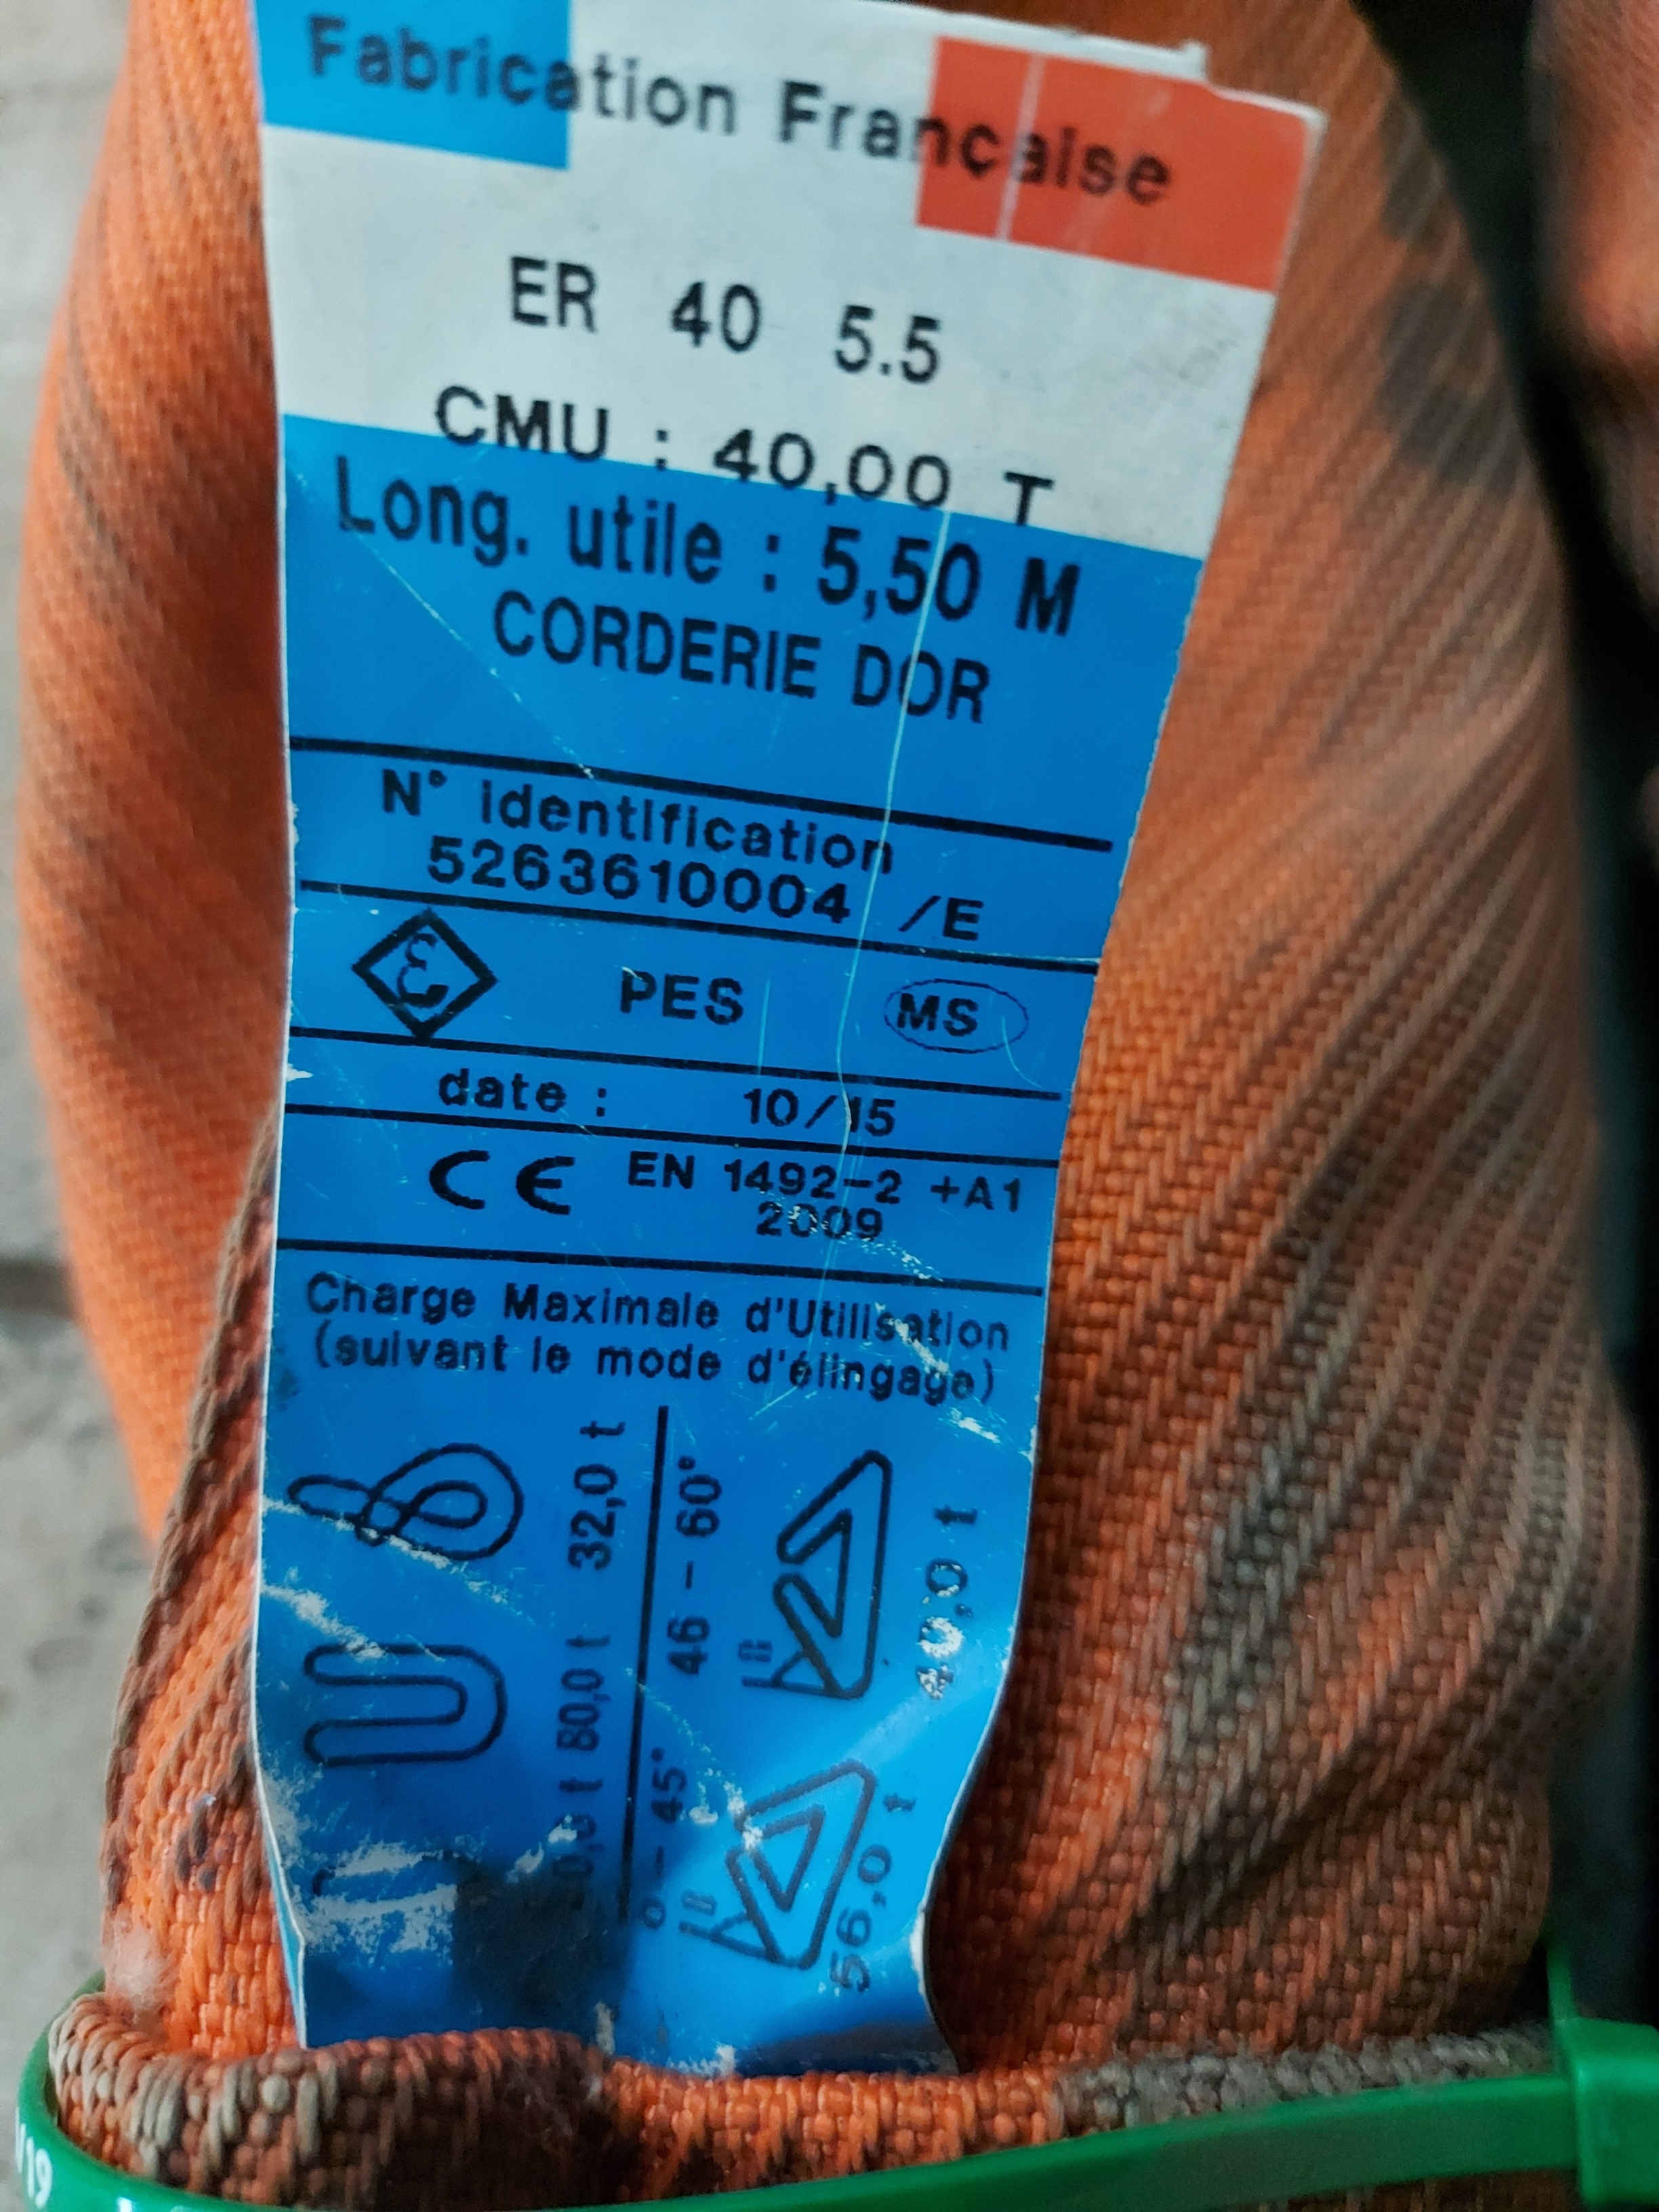 Fabrication Française
ER 40 5.5
CMU : 40,00 T
Long. utile : 5,50 M
CORDERIE DOR
N° identification
5263610004 /E
PES MS
date : 10/15
CE EN 1492-2 +A1
2009
Charge Maximale d'Utilisation
(suivant le mode d'élingage)
t 80,0 t 32,0 t
0 - 45° 46 - 60°
56,0 t 40,0 t
19